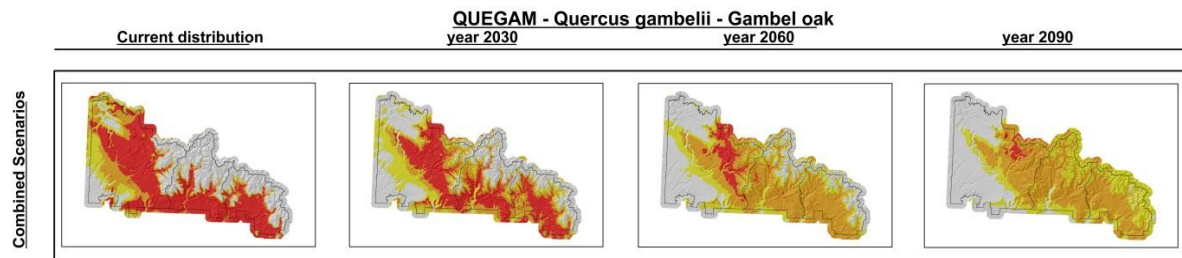 QUEGAM - Quercus gambelii - Gambel oak
Current distribution year 2030 year 2060 year 2090
Combined Scenarios